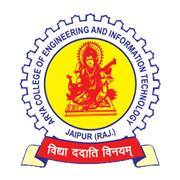 ARYA COLLEGE OF ENGINEERING AND INFORMATION TECHNOLOGY
JAIPUR (RAJ.)
विद्या ददाति विनयम्